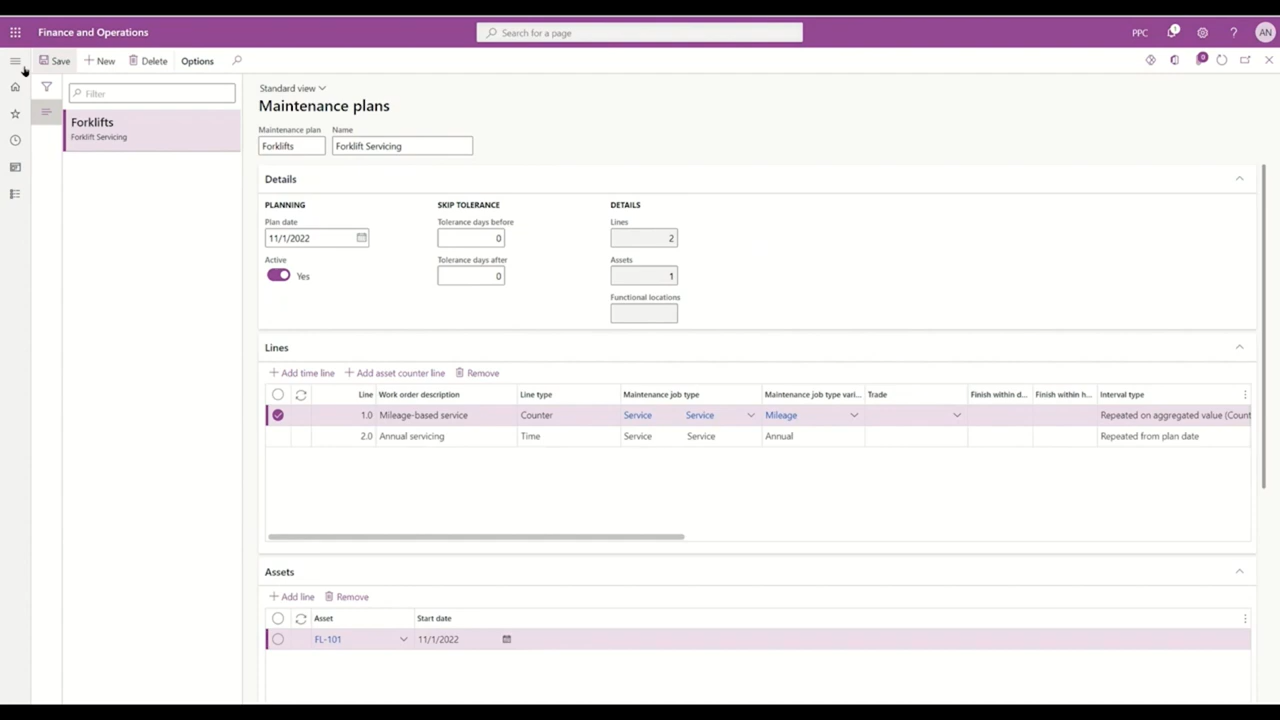 Finance and Operations
Search for a page
PPC
1
?
AN
Save
New
Delete
Options
0
Filter
Forklifts
Forklift Servicing
Standard view
Maintenance plans
Maintenance plan Name
Forklifts Forklift Servicing
Details
PLANNING SKIP TOLERANCE DETAILS
Plan date Tolerance days before Lines
11/1/2022 0 2
Active Tolerance days after Assets
Yes 0 1
Functional locations
Lines
Add time line Add asset counter line Remove
Line Work order description Line type Maintenance job type Maintenance job type vari... Trade Finish within d... Finish within h... Interval type
1.0 Mileage-based service Counter Service Service Mileage Repeated on aggregated value (Count
2.0 Annual servicing Time Service Service Annual Repeated from plan date
Assets
Add line Remove
Asset Start date
FL-101 11/1/2022